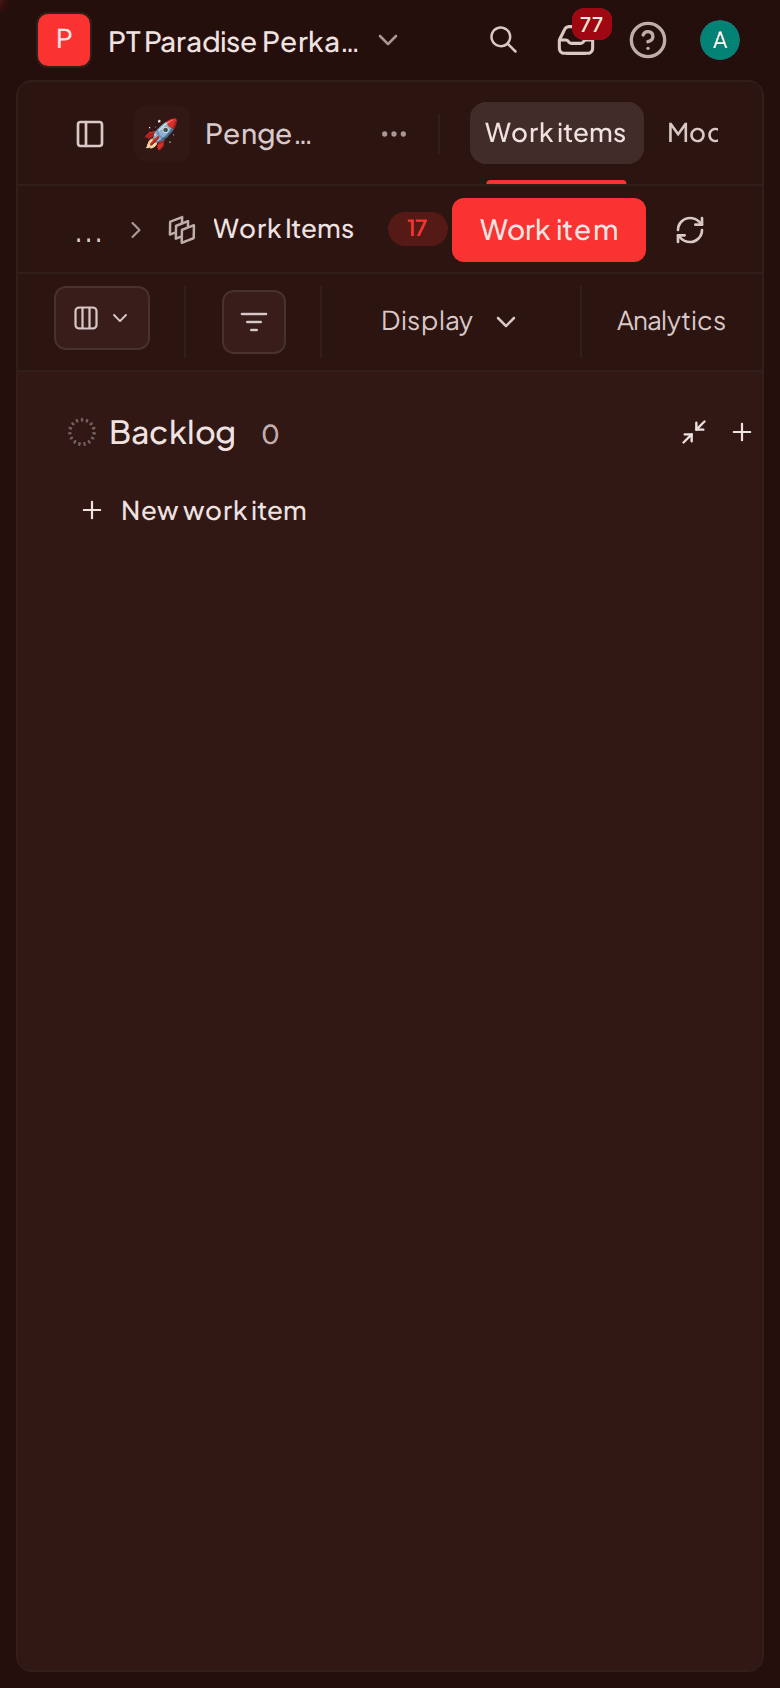 P PT Paradise Perka... 77 A
Penge... Work items Moc
... Work Items 17 Work item
Display Analytics
Backlog 0
New work item